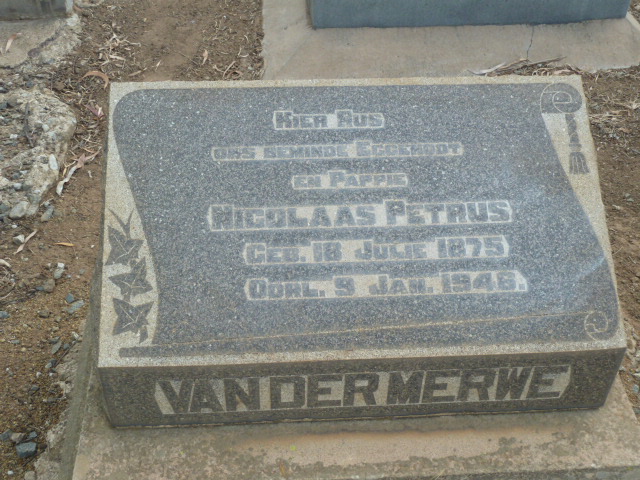 HIER RUS
ONS BEMINDE EGGENOOT
EN PAPPIE
NICOLAAS PETRUS
GEB. 18 JULIE 1875
OORL. 9 JAN. 1948.
VAN DER MERWE